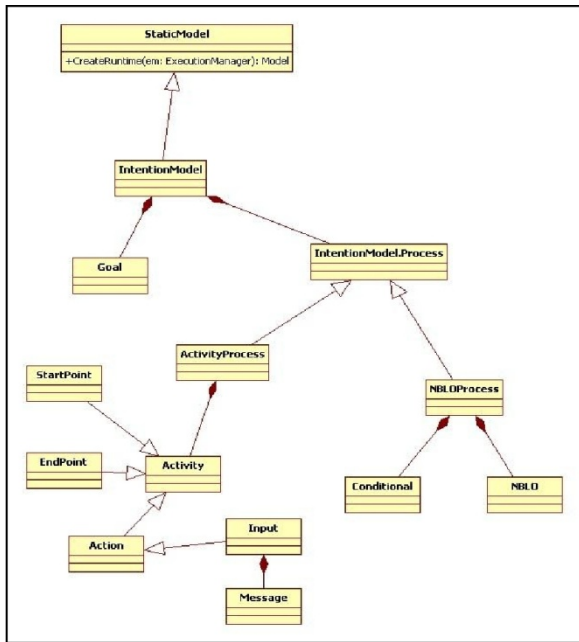 StaticModel
+CreateRuntime(em: ExecutionManager): Model
IntentionModel
Goal
IntentionModel.Process
ActivityProcess
StartPoint
NBLOProcess
EndPoint
Activity
Conditional
NBLO
Action
Input
Message